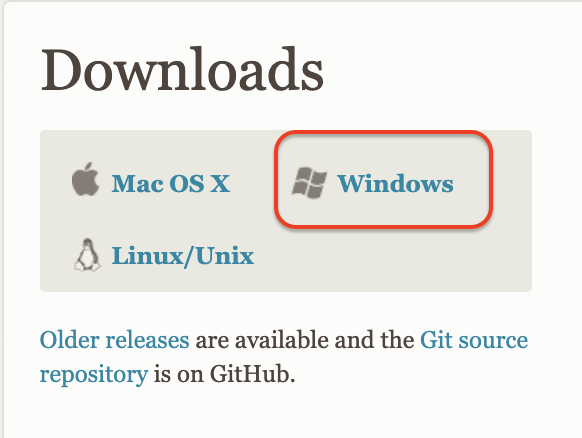 Downloads
Mac OS X
Windows
Linux/Unix
Older releases are available and the Git source
repository is on GitHub.